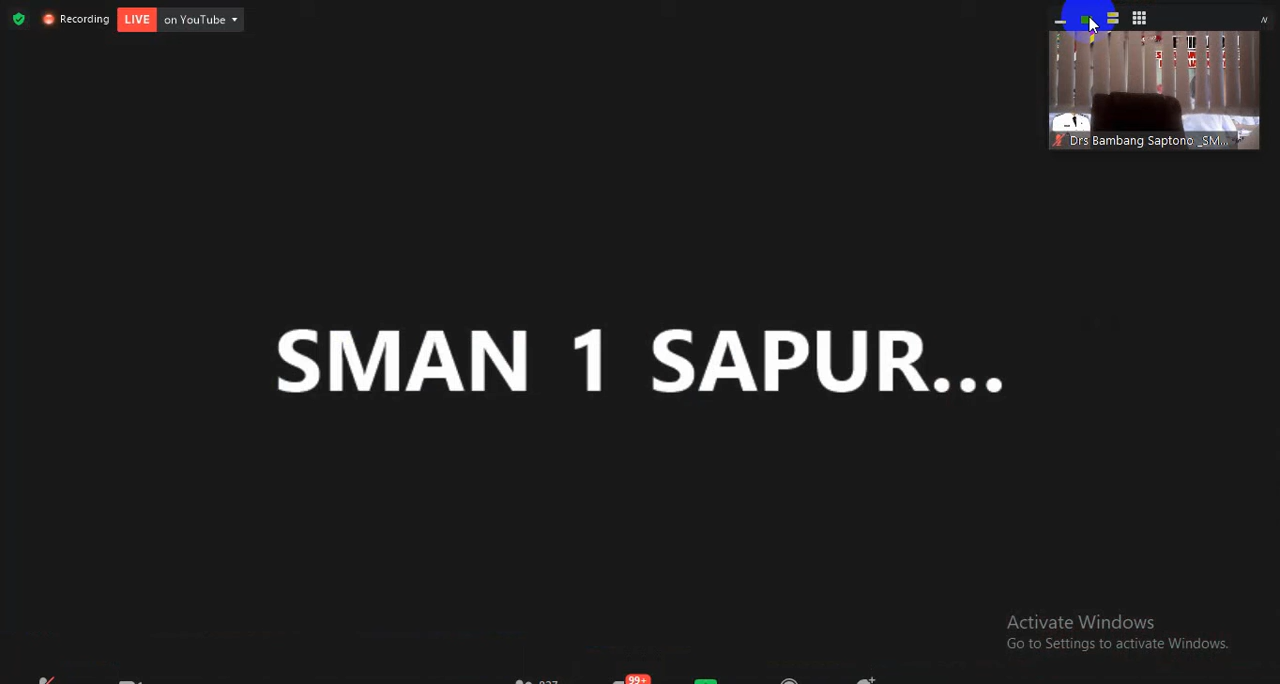 Recording
LIVE on YouTube
Drs Bambang Saptono _SM...
SMAN 1 SAPUR...
Activate Windows
Go to Settings to activate Windows.
99+